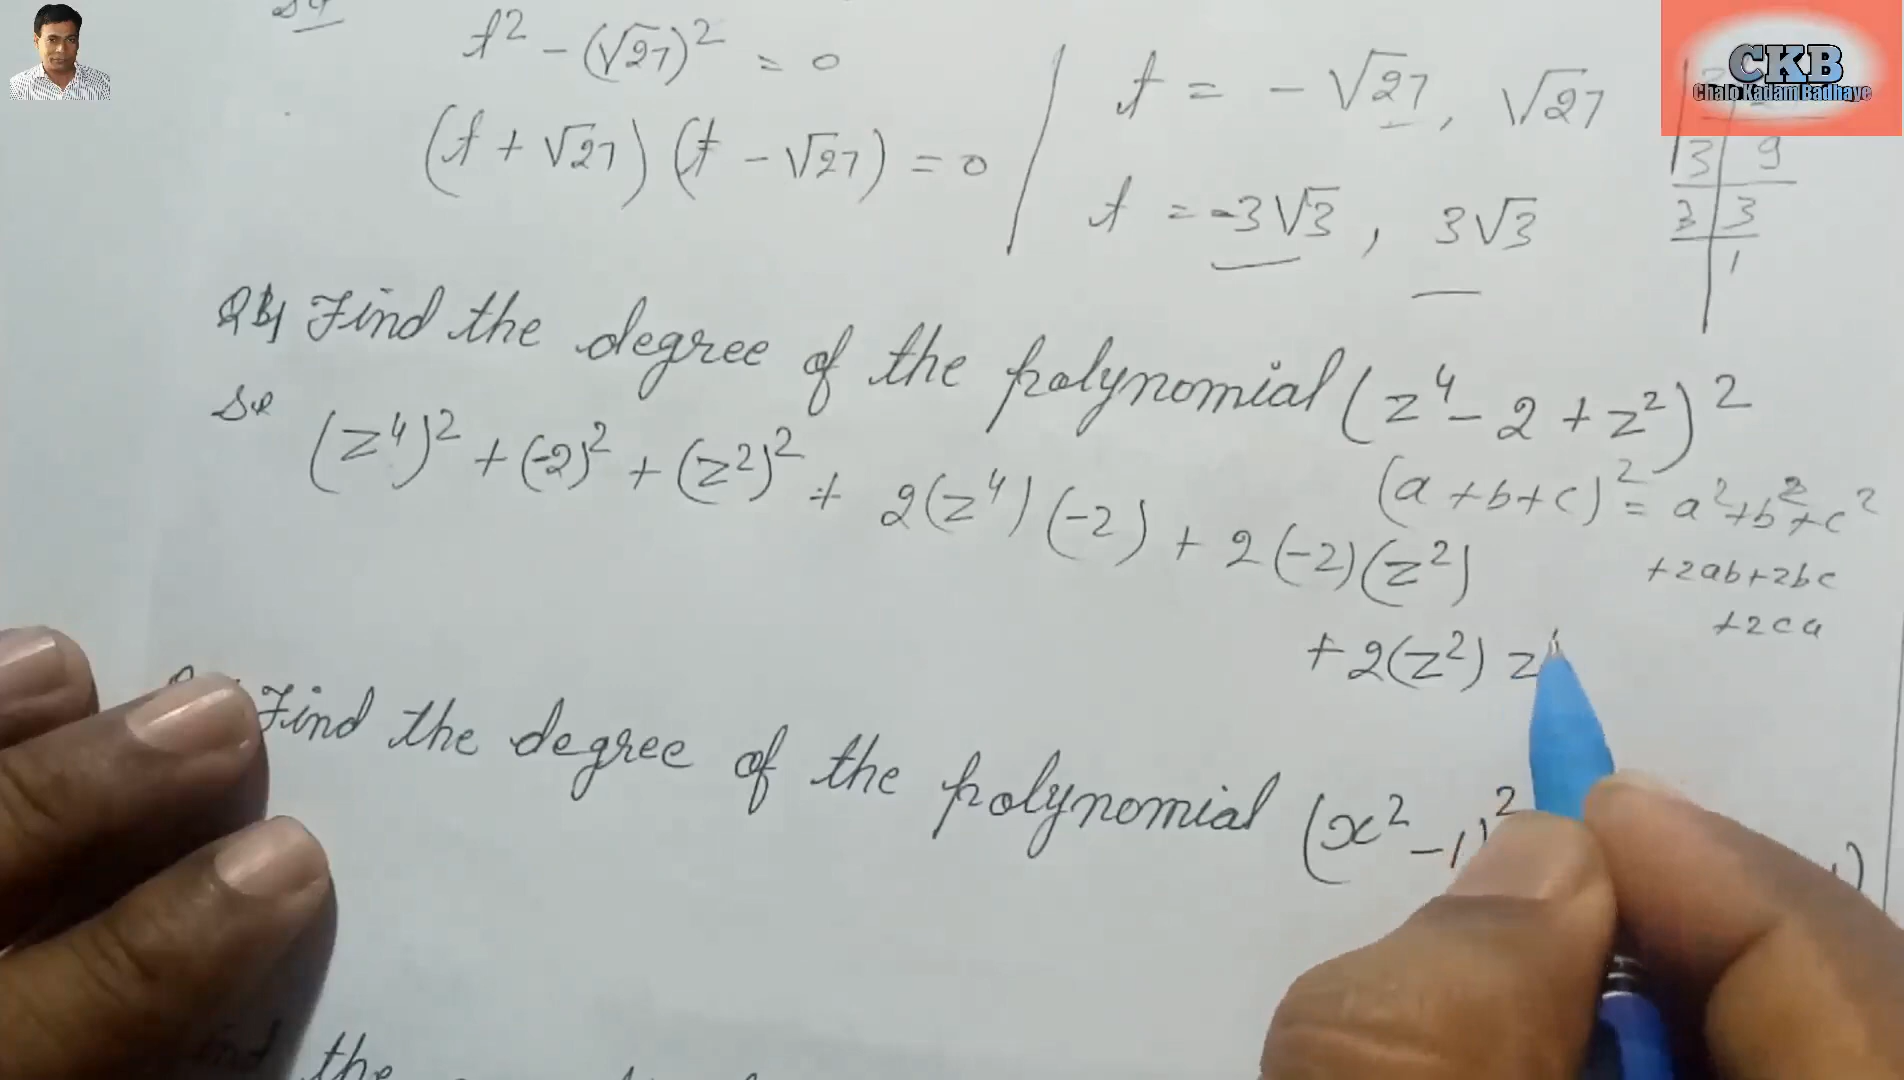 t² - (√27)² = 0
(t + √27) (t - √27) = 0
t = - √27, √27
t = -3√3, 3√3
3 9
3 3
1
CKB
Chalo Kadam Badhaye
Find the degree of the polynomial (z⁴ - 2 + z²)²
(z⁴)² + (-2)² + (z²)² + 2(z⁴)(-2) + 2(-2)(z²)
+ 2(z²) z
(a + b + c)² = a² + b² + c²
+2ab+2bc
+2ca
Find the degree of the polynomial (x² - 1)²
the